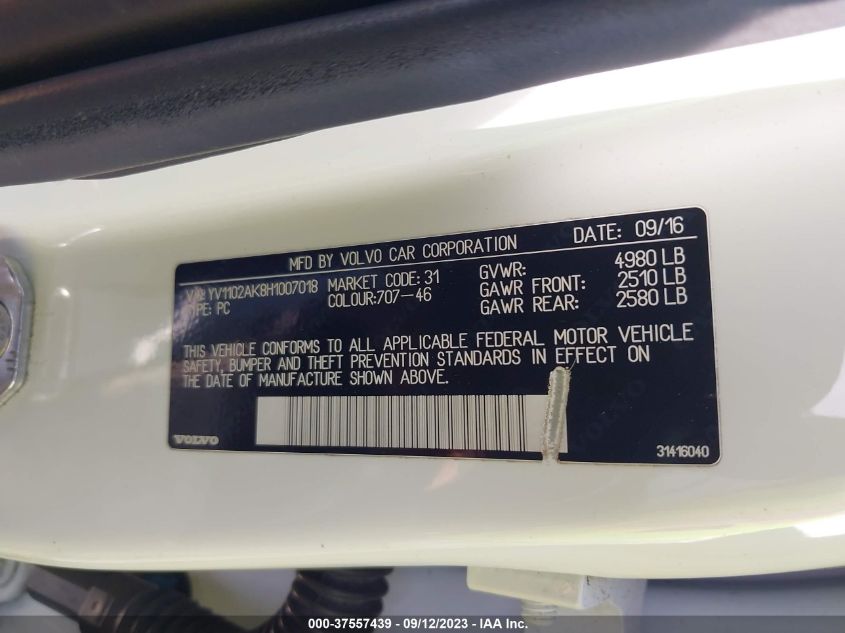 MFD BY VOLVO CAR CORPORATION DATE: 09/16
VIN: YV1102AK8H1007018 MARKET CODE: 31 GVWR: 4980 LB
TYPE: PC COLOUR:707-46 GAWR FRONT: 2510 LB
GAWR REAR: 2580 LB
THIS VEHICLE CONFORMS TO ALL APPLICABLE FEDERAL MOTOR VEHICLE
SAFETY, BUMPER AND THEFT PREVENTION STANDARDS IN EFFECT ON
THE DATE OF MANUFACTURE SHOWN ABOVE.
VOLVO
31416040
000-37557439 - 09/12/2023 - IAA Inc.